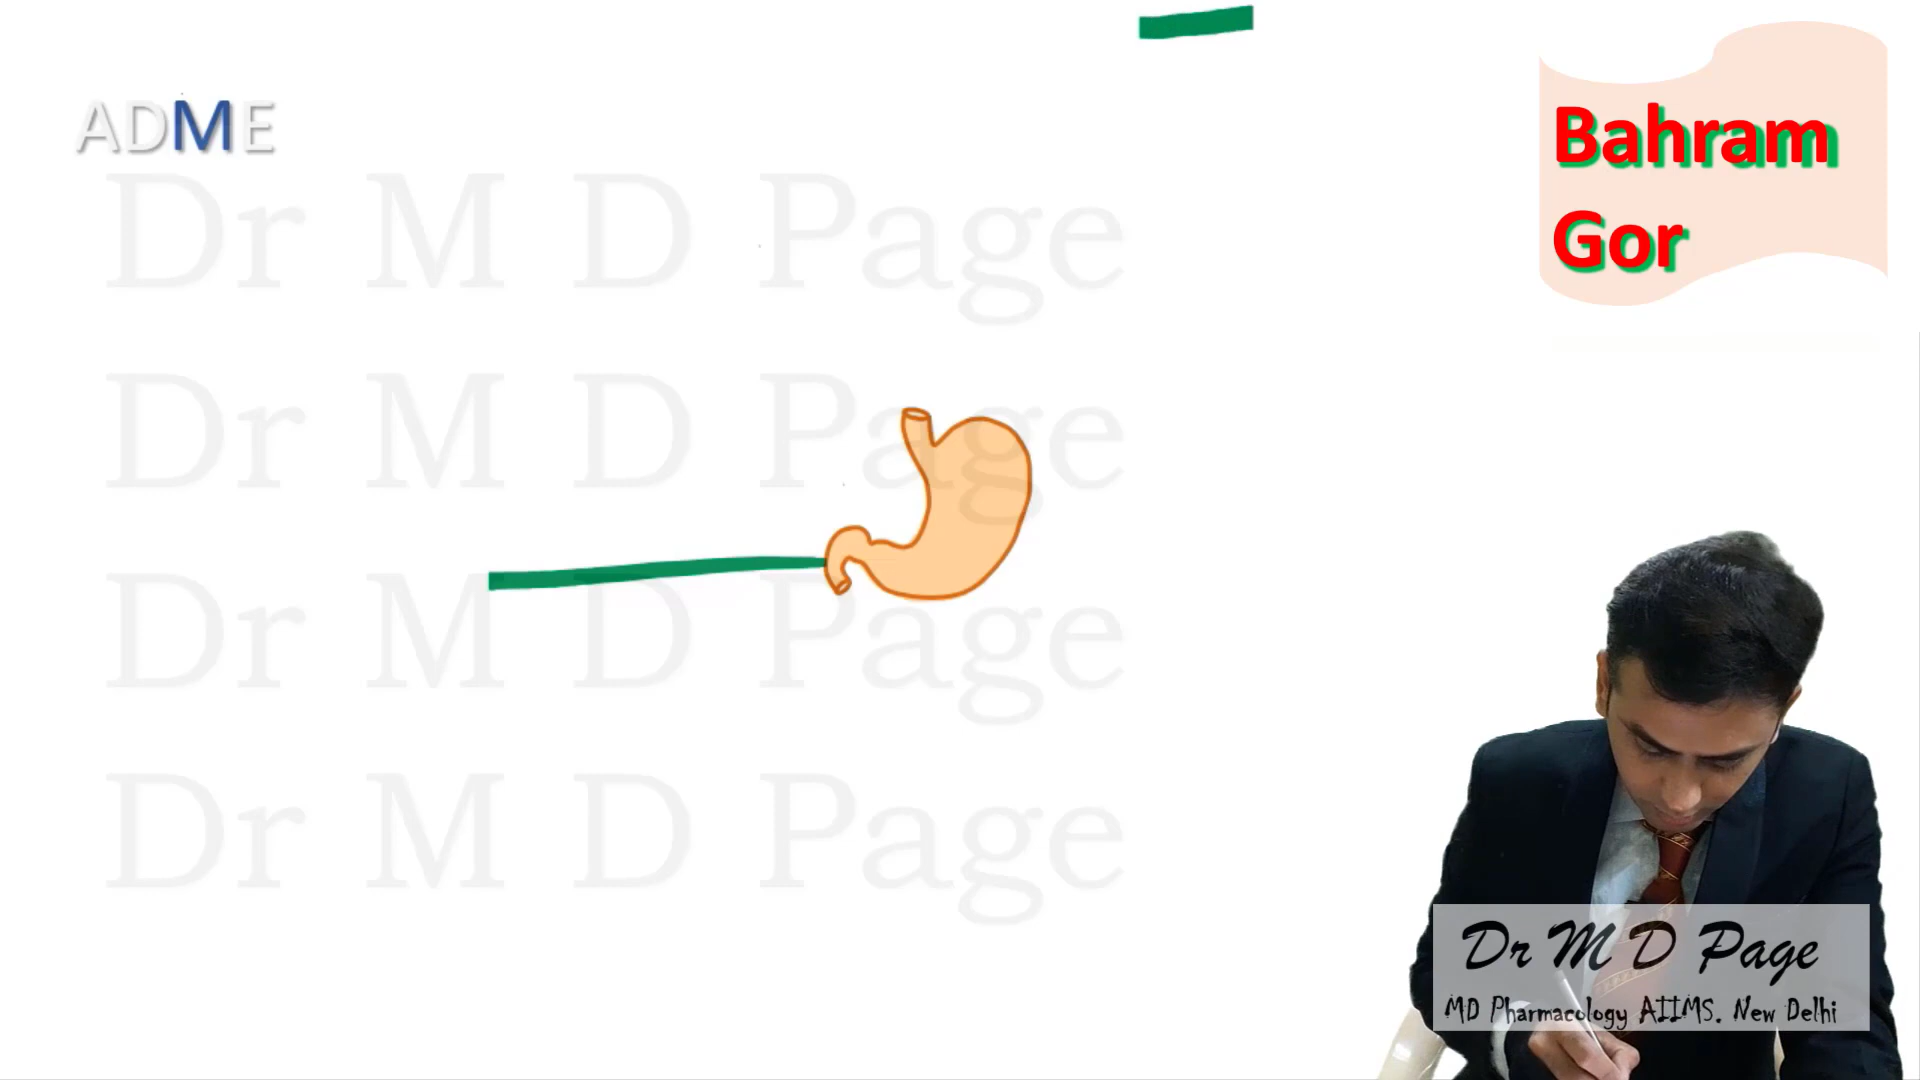 ADME
Bahram
Gor
Dr M D Page
Dr M D Page
Dr M D Page
Dr M D Page
Dr M D Page
MD Pharmacology AIIMS. New Delhi